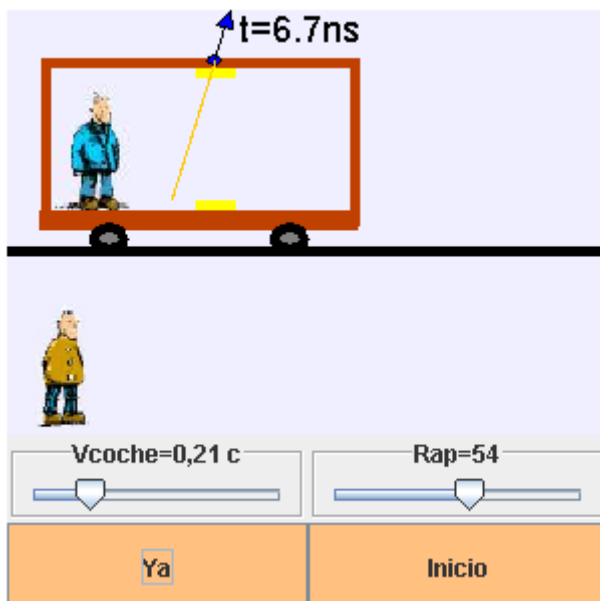 t=6.7ns
Vcoche=0,21 c
Rap=54
Ya
Inicio